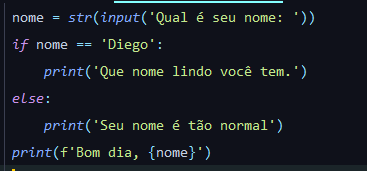 nome = str(input('Qual é seu nome: '))
if nome == 'Diego':
    print('Que nome lindo você tem.')
else:
    print('Seu nome é tão normal')
print(f'Bom dia, {nome}')